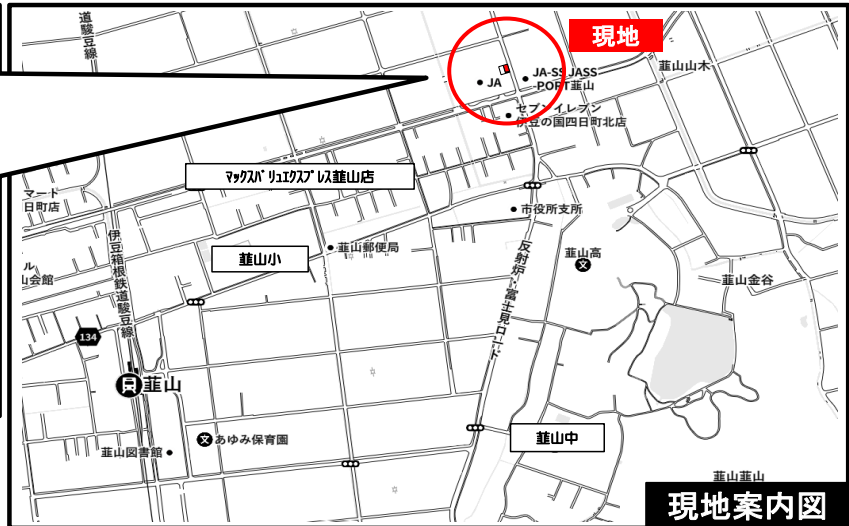 道駿豆線
現地
韮山山木
JA
JA-SS JASS
-PORT韮山
セブンイレブン
伊豆の国四日町北店
マックスバリュエクスプレス韮山店
マート
日町店
市役所支所
伊豆箱根鉄道駿豆線
韮山郵便局
反射炉・富士見ロード
韮山高
文
韮山小
ル
山会館
韮山金谷
134
韮山
文
あゆみ保育園
韮山中
韮山図書館
韮山韮山
現地案内図